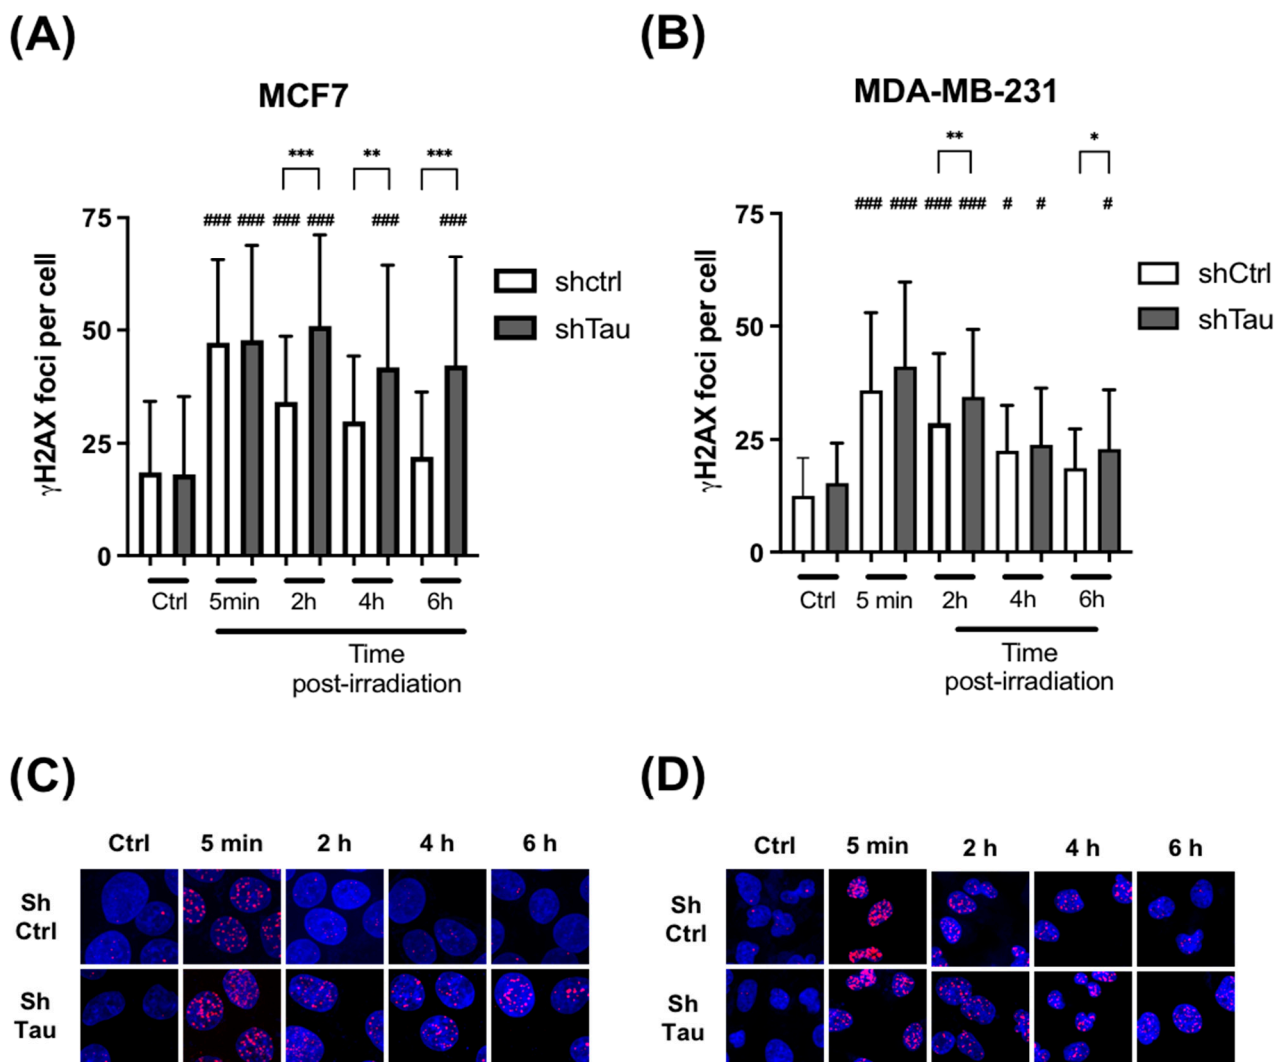 (A)
MCF7
*** ** ***
### ### ### ### ### ###
75
50
25
0
γH2AX foci per cell
shctrl
shTau
Ctrl 5min 2h 4h 6h
Time
post-irradiation
(B)
MDA-MB-231
** *
### ### ### ### # # #
75
50
25
0
γH2AX foci per cell
shCtrl
shTau
Ctrl 5 min 2h 4h 6h
Time
post-irradiation
(C)
Ctrl 5 min 2 h 4 h 6 h
Sh
Ctrl
Sh
Tau
(D)
Ctrl 5 min 2 h 4 h 6 h
Sh
Ctrl
Sh
Tau